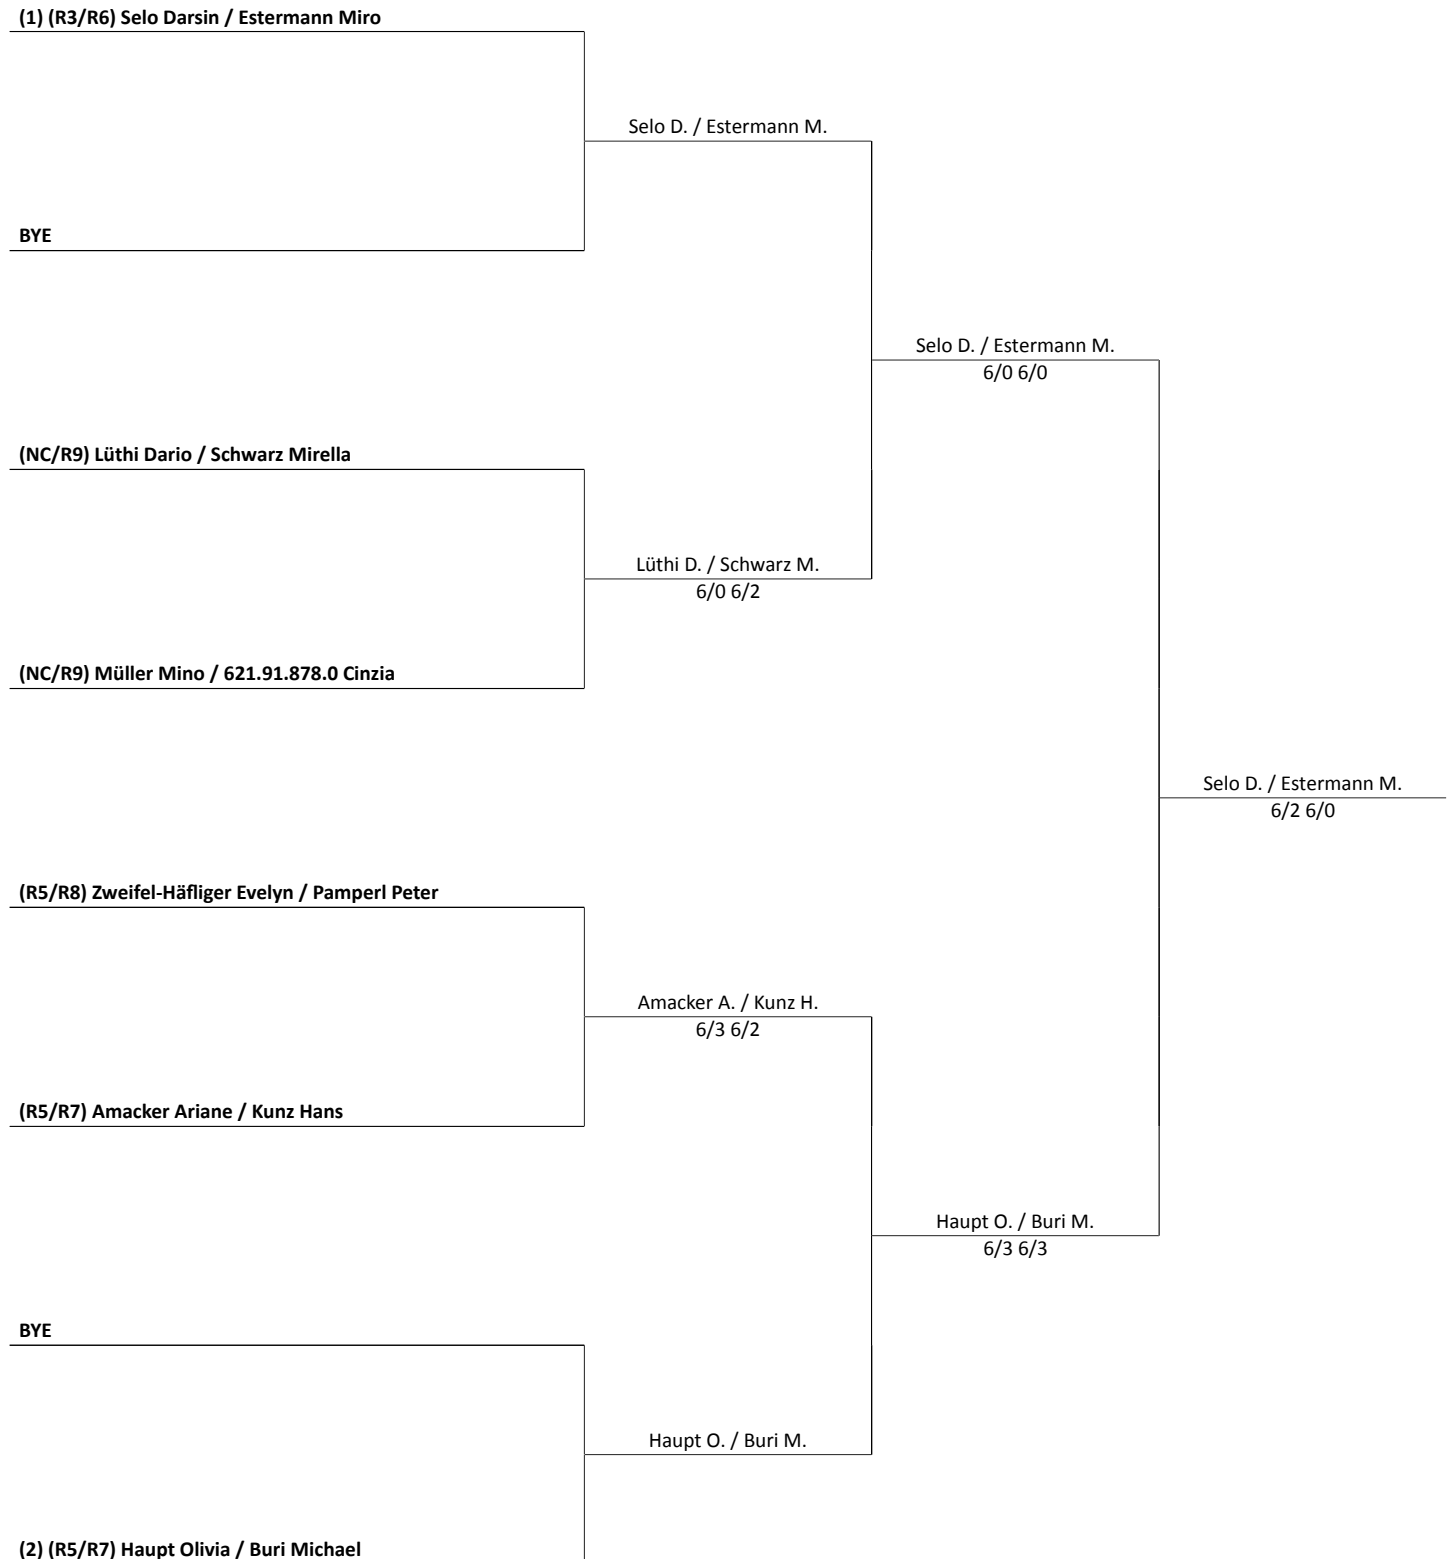 (1) (R3/R6) Selo Darsin / Estermann Miro
Selo D. / Estermann M.
BYE
Selo D. / Estermann M.
6/0 6/0
(NC/R9) Lüthi Dario / Schwarz Mirella
Lüthi D. / Schwarz M.
6/0 6/2
(NC/R9) Müller Mino / 621.91.878.0 Cinzia
Selo D. / Estermann M.
6/2 6/0
(R5/R8) Zweifel-Häfliger Evelyn / Pamperl Peter
Amacker A. / Kunz H.
6/3 6/2
(R5/R7) Amacker Ariane / Kunz Hans
Haupt O. / Buri M.
6/3 6/3
BYE
Haupt O. / Buri M.
(2) (R5/R7) Haupt Olivia / Buri Michael